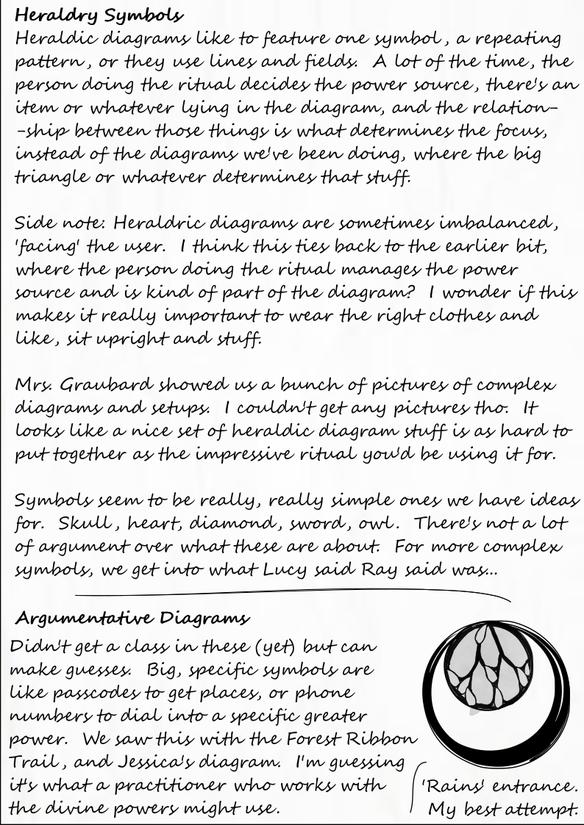 Heraldry Symbols
Heraldic diagrams like to feature one symbol, a repeating
pattern, or they use lines and fields. A lot of the time, the
person doing the ritual decides the power source, there's an
item or whatever lying in the diagram, and the relation-
-ship between those things is what determines the focus,
instead of the diagrams we've been doing, where the big
triangle or whatever determines that stuff.
Side note: Heraldric diagrams are sometimes imbalanced,
'facing' the user. I think this ties back to the earlier bit,
where the person doing the ritual manages the power
source and is kind of part of the diagram? I wonder if this
makes it really important to wear the right clothes and
like, sit upright and stuff.
Mrs. Graubard showed us a bunch of pictures of complex
diagrams and setups. I couldn't get any pictures tho. It
looks like a nice set of heraldic diagram stuff is as hard to
put together as the impressive ritual you'd be using it for.
Symbols seem to be really, really simple ones we have ideas
for. Skull, heart, diamond, sword, owl. There's not a lot
of argument over what these are about. For more complex
symbols, we get into what Lucy said Ray said was...
Argumentative Diagrams
Didn't get a class in these (yet) but can
make guesses. Big, specific symbols are
like passcodes to get places, or phone
numbers to dial into a specific greater
power. We saw this with the Forest Ribbon
Trail, and Jessica's diagram. I'm guessing
it's what a practitioner who works with
the divine powers might use.
'Rains' entrance.
My best attempt.